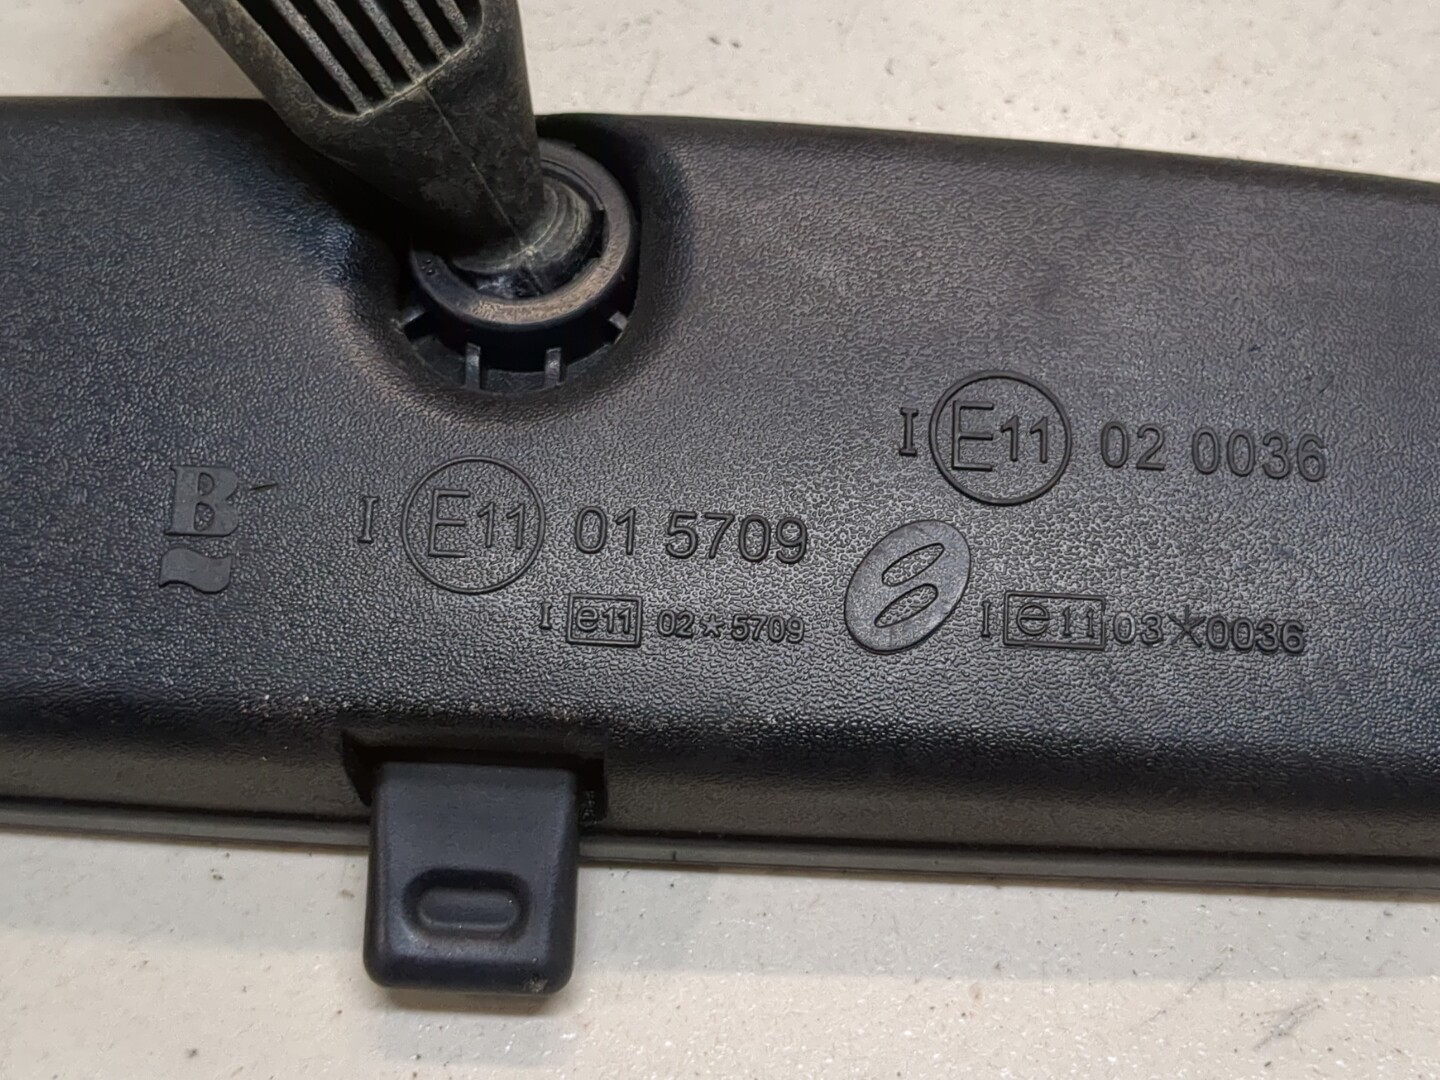 I E11 02 0036
B
I E11 01 5709
I e11 02*5709
I e11 03*0036